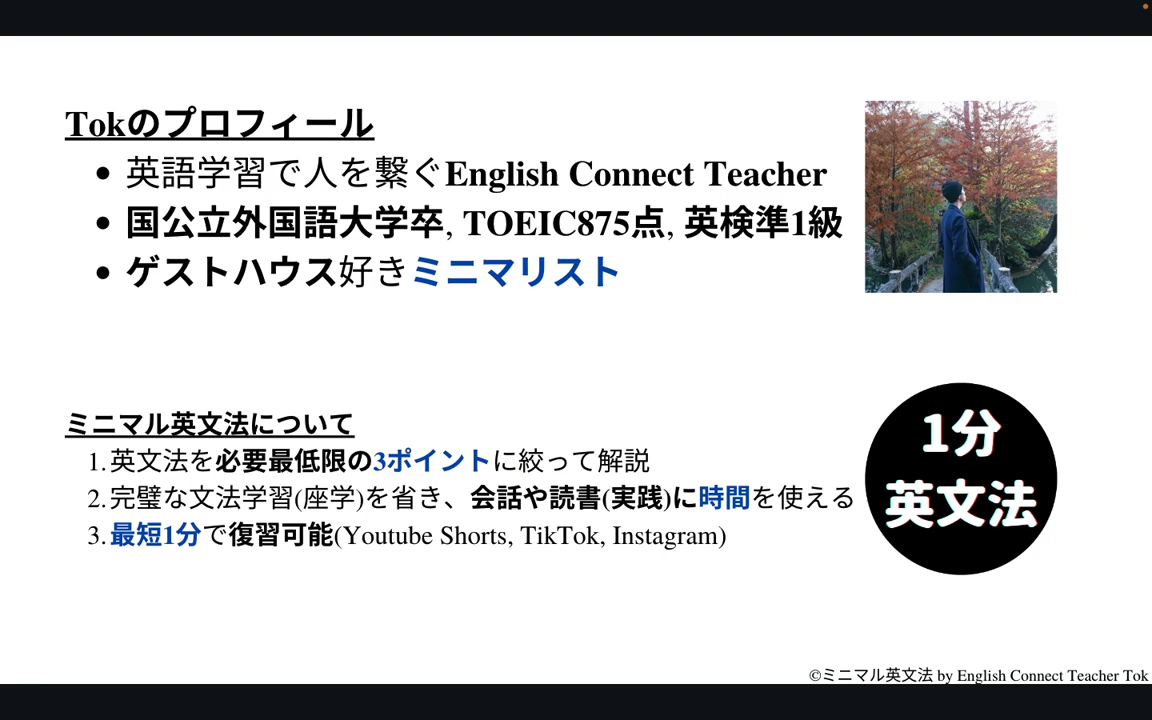 Tokのプロフィール
英語学習で人を繋ぐEnglish Connect Teacher
国公立外国語大学卒, TOEIC875点, 英検準1級
ゲストハウス好きミニマリスト
ミニマル英文法について
1.英文法を必要最低限の3ポイントに絞って解説
2.完璧な文法学習(座学)を省き、会話や読書(実践)に時間を使える
3.最短1分で復習可能(Youtube Shorts, TikTok, Instagram)
1分
英文法
©ミニマル英文法 by English Connect Teacher Tok